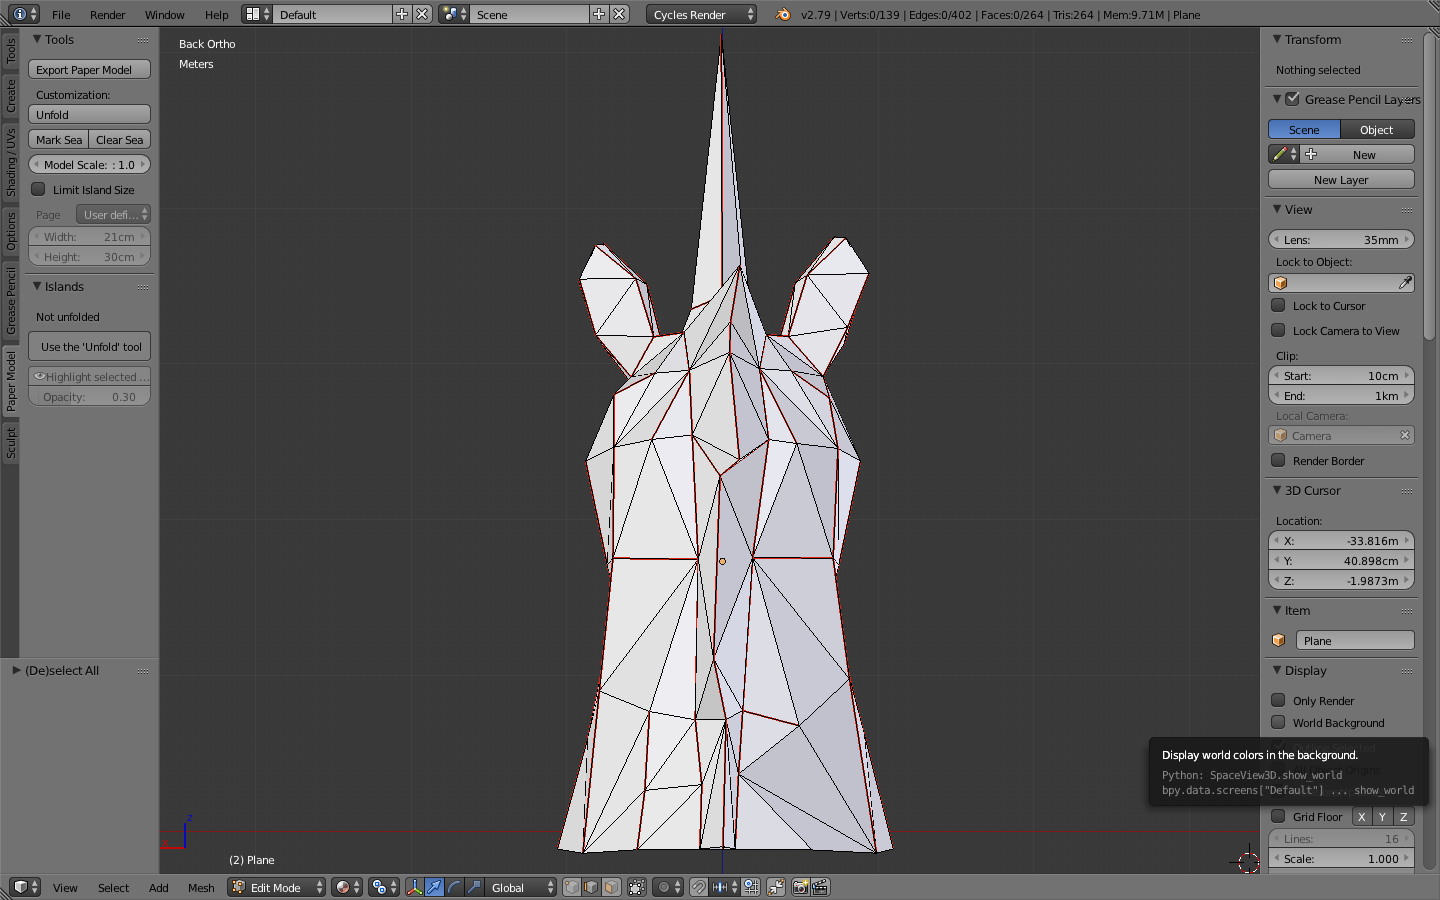 File Render Window Help Default Scene Cycles Render v2.79 | Verts:0/139 | Edges:0/402 | Faces:0/264 | Tris:264 | Mem:9.71M | Plane
Tools
Create
Shading / UVs
Options
Grease Pencil
Paper Model
Sculpt
Tools
Export Paper Model
Customization:
Unfold
Mark Sea Clear Sea
Model Scale: : 1.0
Limit Island Size
Page User defi...
Width: 21cm
Height: 30cm
Islands
Not unfolded
Use the 'Unfold' tool
Highlight selected ...
Opacity: 0.30
(De)select All
Back Ortho
Meters
z
(2) Plane
Transform
Nothing selected
Grease Pencil Layers
Scene Object
New
New Layer
View
Lens: 35mm
Lock to Object:
Lock to Cursor
Lock Camera to View
Clip:
Start: 10cm
End: 1km
Local Camera:
Camera
Render Border
3D Cursor
Location:
X: -33.816m
Y: 40.898cm
Z: -1.9873m
Item
Plane
Display
Only Render
World Background
Display world colors in the background.
Python: SpaceView3D.show_world
bpy.data.screens["Default"] ... show_world
Grid Floor X Y Z
Lines: 16
Scale: 1.000
View Select Add Mesh Edit Mode Global